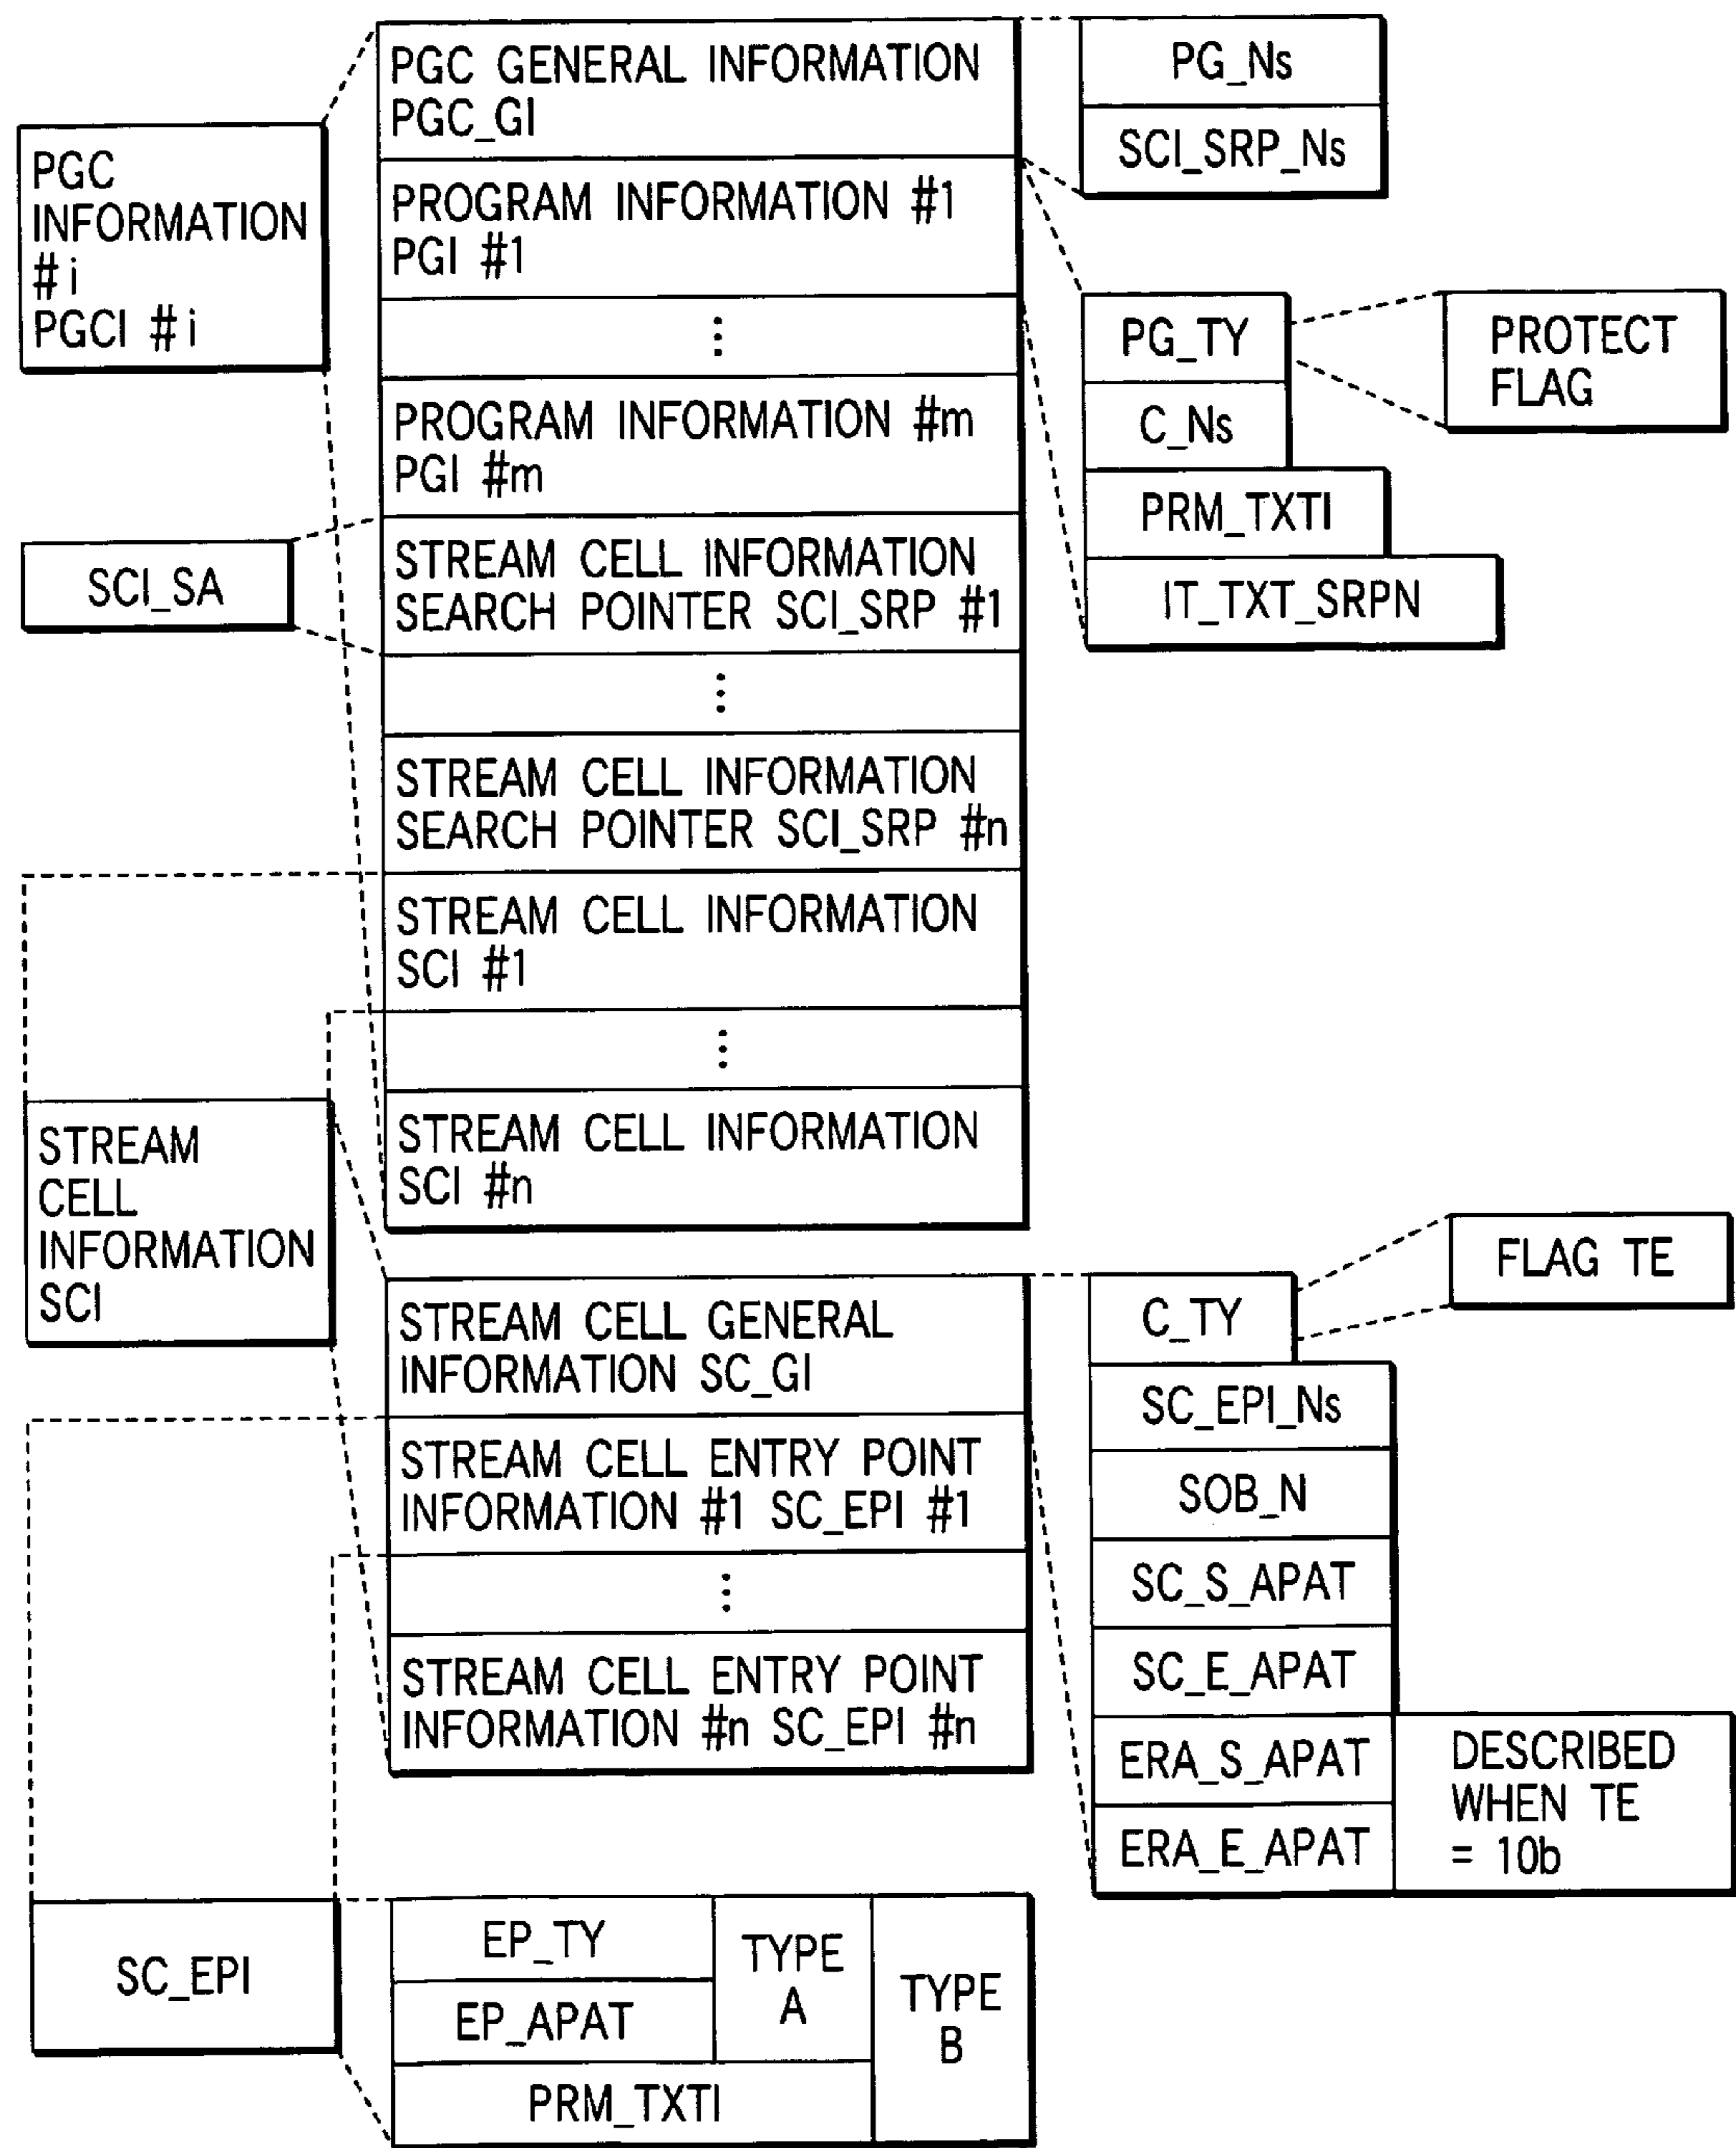 PGC
INFORMATION
# i
PGCI # i
PGC GENERAL INFORMATION
PGC_GI
PROGRAM INFORMATION #1
PGI #1
⋮
PROGRAM INFORMATION #m
PGI #m
STREAM CELL INFORMATION
SEARCH POINTER SCI_SRP #1
⋮
STREAM CELL INFORMATION
SEARCH POINTER SCI_SRP #n
STREAM CELL INFORMATION
SCI #1
⋮
STREAM CELL INFORMATION
SCI #n
PG_Ns
SCI_SRP_Ns
PG_TY
C_Ns
PRM_TXTI
IT_TXT_SRPN
PROTECT
FLAG
SCI_SA
STREAM
CELL
INFORMATION
SCI
STREAM CELL GENERAL
INFORMATION SC_GI
STREAM CELL ENTRY POINT
INFORMATION #1 SC_EPI #1
⋮
STREAM CELL ENTRY POINT
INFORMATION #n SC_EPI #n
C_TY
SC_EPI_Ns
SOB_N
SC_S_APAT
SC_E_APAT
ERA_S_APAT
ERA_E_APAT
FLAG TE
DESCRIBED
WHEN TE
= 10b
SC_EPI
EP_TY
EP_APAT
PRM_TXTI
TYPE
A
TYPE
B